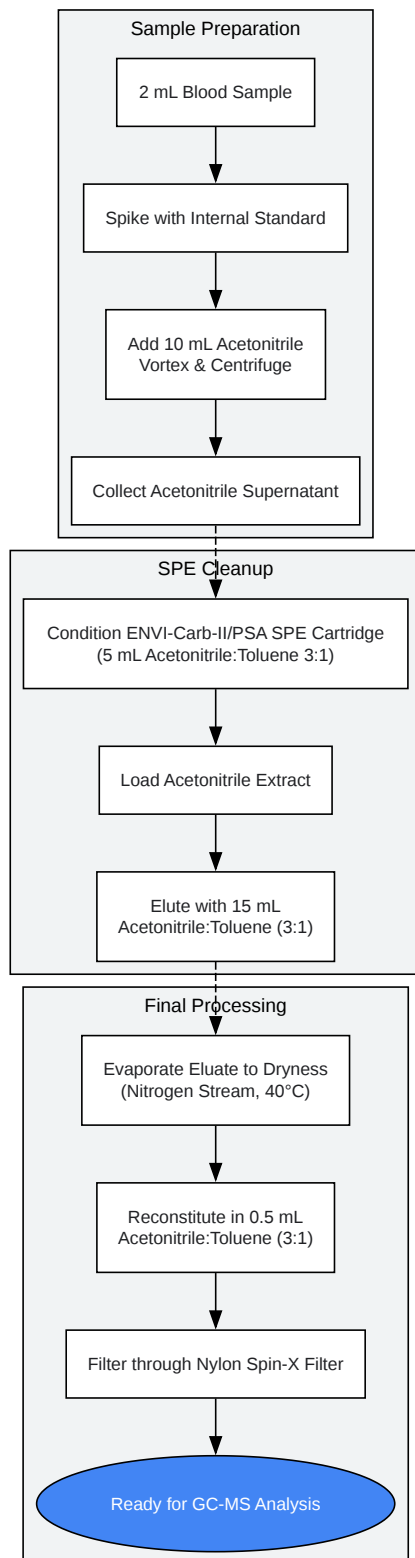 Sample Preparation
2 mL Blood Sample
Spike with Internal Standard
Add 10 mL Acetonitrile
Vortex & Centrifuge
Collect Acetonitrile Supernatant
SPE Cleanup
Condition ENVI-Carb-II/PSA SPE Cartridge
(5 mL Acetonitrile:Toluene 3:1)
Load Acetonitrile Extract
Elute with 15 mL
Acetonitrile:Toluene (3:1)
Final Processing
Evaporate Eluate to Dryness
(Nitrogen Stream, 40°C)
Reconstitute in 0.5 mL
Acetonitrile:Toluene (3:1)
Filter through Nylon Spin-X Filter
Ready for GC-MS Analysis